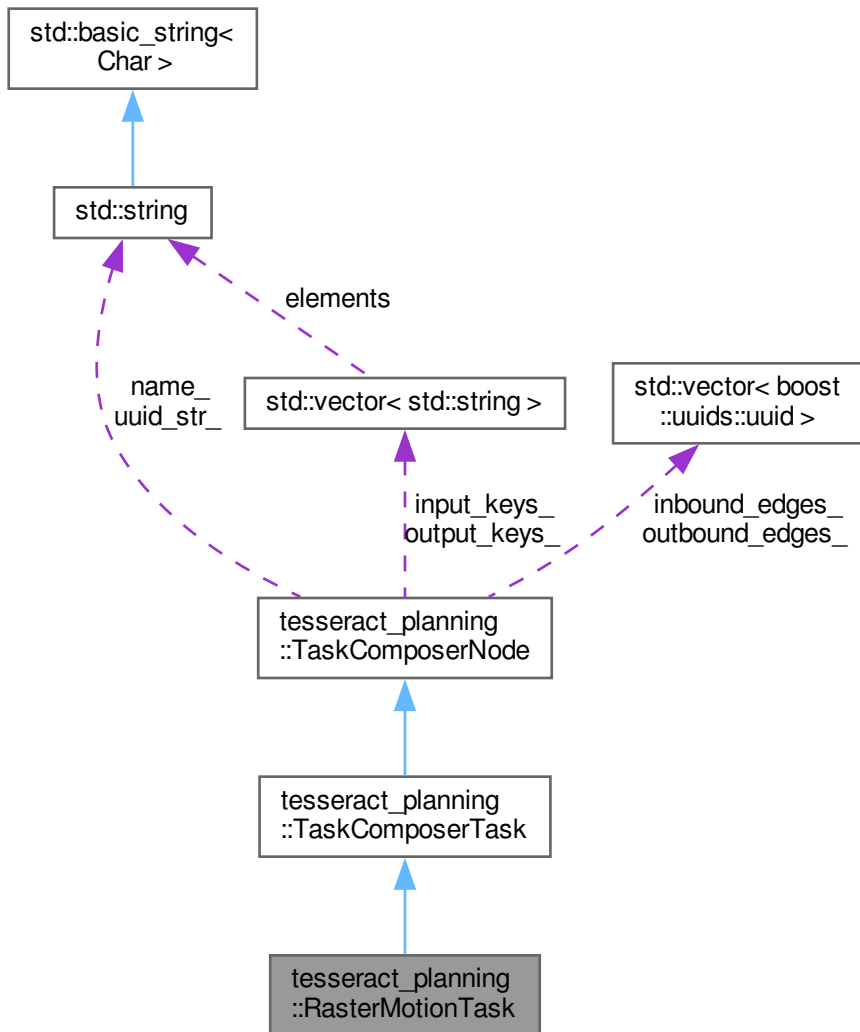 std::basic_string<
Char >
std::string
elements
name_
uuid_str_
std::vector< std::string >
std::vector< boost
::uuids::uuid >
input_keys_
output_keys_
inbound_edges_
outbound_edges_
tesseract_planning
::TaskComposerNode
tesseract_planning
::TaskComposerTask
tesseract_planning
::RasterMotionTask